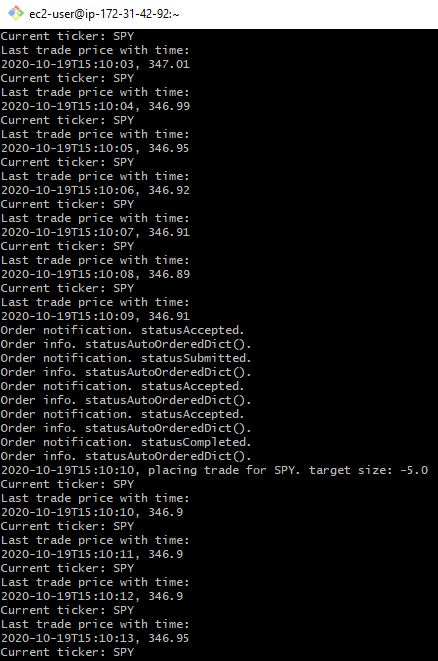 ec2-user@ip-172-31-42-92:~
Current ticker: SPY
Last trade price with time:
2020-10-19T15:10:03, 347.01
Current ticker: SPY
Last trade price with time:
2020-10-19T15:10:04, 346.99
Current ticker: SPY
Last trade price with time:
2020-10-19T15:10:05, 346.95
Current ticker: SPY
Last trade price with time:
2020-10-19T15:10:06, 346.92
Current ticker: SPY
Last trade price with time:
2020-10-19T15:10:07, 346.91
Current ticker: SPY
Last trade price with time:
2020-10-19T15:10:08, 346.89
Current ticker: SPY
Last trade price with time:
2020-10-19T15:10:09, 346.91
Order notification. statusAccepted.
Order info. statusAutoOrderedDict().
Order notification. statusSubmitted.
Order info. statusAutoOrderedDict().
Order notification. statusAccepted.
Order info. statusAutoOrderedDict().
Order notification. statusAccepted.
Order info. statusAutoOrderedDict().
Order notification. statusCompleted.
Order info. statusAutoOrderedDict().
2020-10-19T15:10:10, placing trade for SPY. target size: -5.0
Current ticker: SPY
Last trade price with time:
2020-10-19T15:10:10, 346.9
Current ticker: SPY
Last trade price with time:
2020-10-19T15:10:11, 346.9
Current ticker: SPY
Last trade price with time:
2020-10-19T15:10:12, 346.9
Current ticker: SPY
Last trade price with time:
2020-10-19T15:10:13, 346.95
Current ticker: SPY